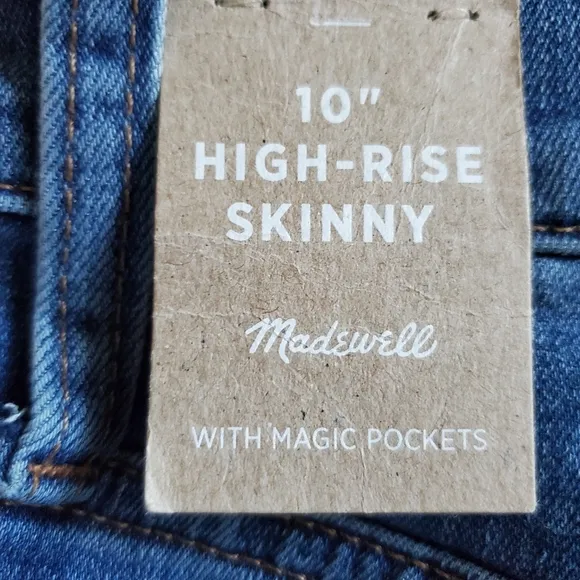 10"
HIGH-RISE
SKINNY
Madewell
WITH MAGIC POCKETS